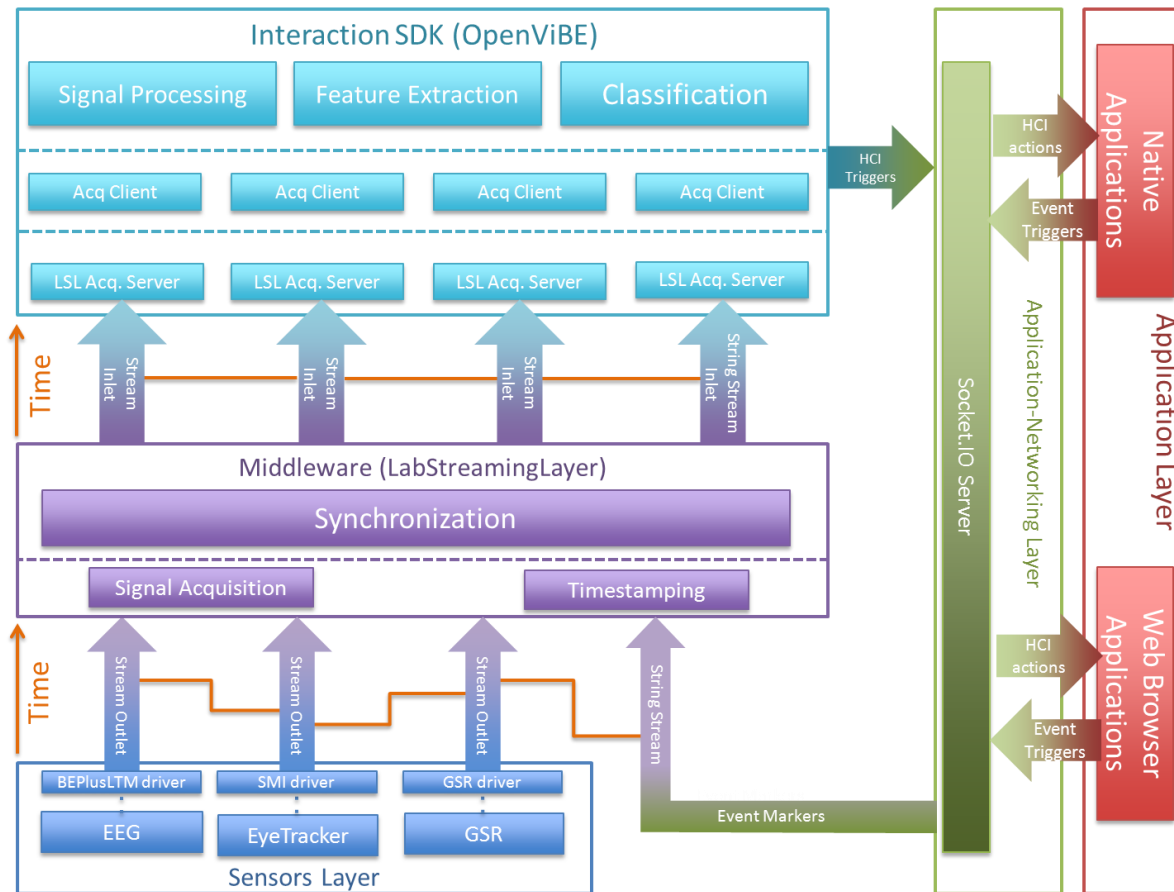 Interaction SDK (OpenViBE)
Signal Processing
Feature Extraction
Classification
Acq Client
Acq Client
Acq Client
Acq Client
LSL Acq. Server
LSL Acq. Server
LSL Acq. Server
LSL Acq. Server
Time
Stream
Inlet
Stream
Inlet
Stream
Inlet
String Stream
Inlet
Middleware (LabStreamingLayer)
Synchronization
Signal Acquisition
Timestamping
Time
Stream Outlet
Stream Outlet
Stream Outlet
String Stream
BEPlusLTM driver
SMI driver
GSR driver
EEG
EyeTracker
GSR
Sensors Layer
Event Markers
HCI
Triggers
Socket.IO Server
Application-Networking Layer
HCI
actions
Event
Triggers
HCI
actions
Event
Triggers
Native
Applications
Web Browser
Applications
Application Layer